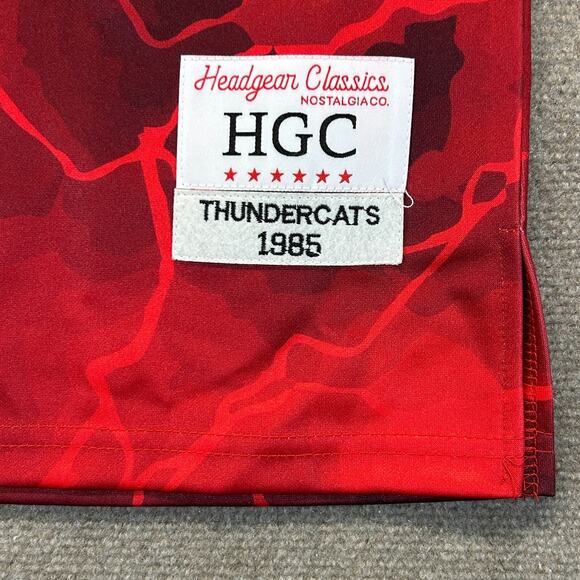 Headgear Classics
NOSTALGIA CO.
HGC
★★★★★★
THUNDERCATS
1985